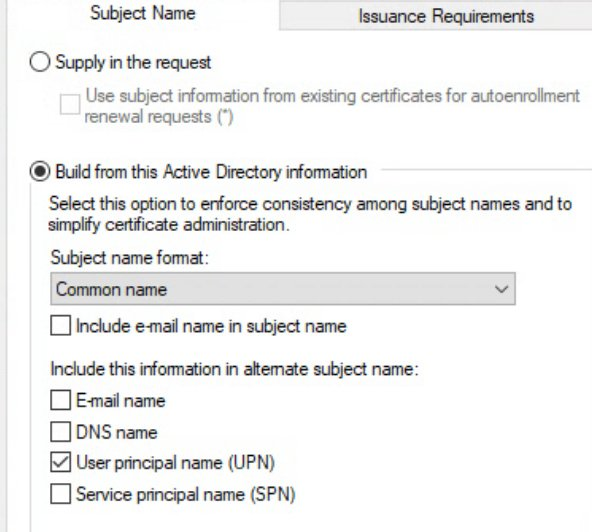 Subject Name
Issuance Requirements
Supply in the request
Use subject information from existing certificates for autoenrollment
renewal requests (*)
Build from this Active Directory information
Select this option to enforce consistency among subject names and to
simplify certificate administration.
Subject name format:
Common name
Include e-mail name in subject name
Include this information in alternate subject name:
E-mail name
DNS name
User principal name (UPN)
Service principal name (SPN)